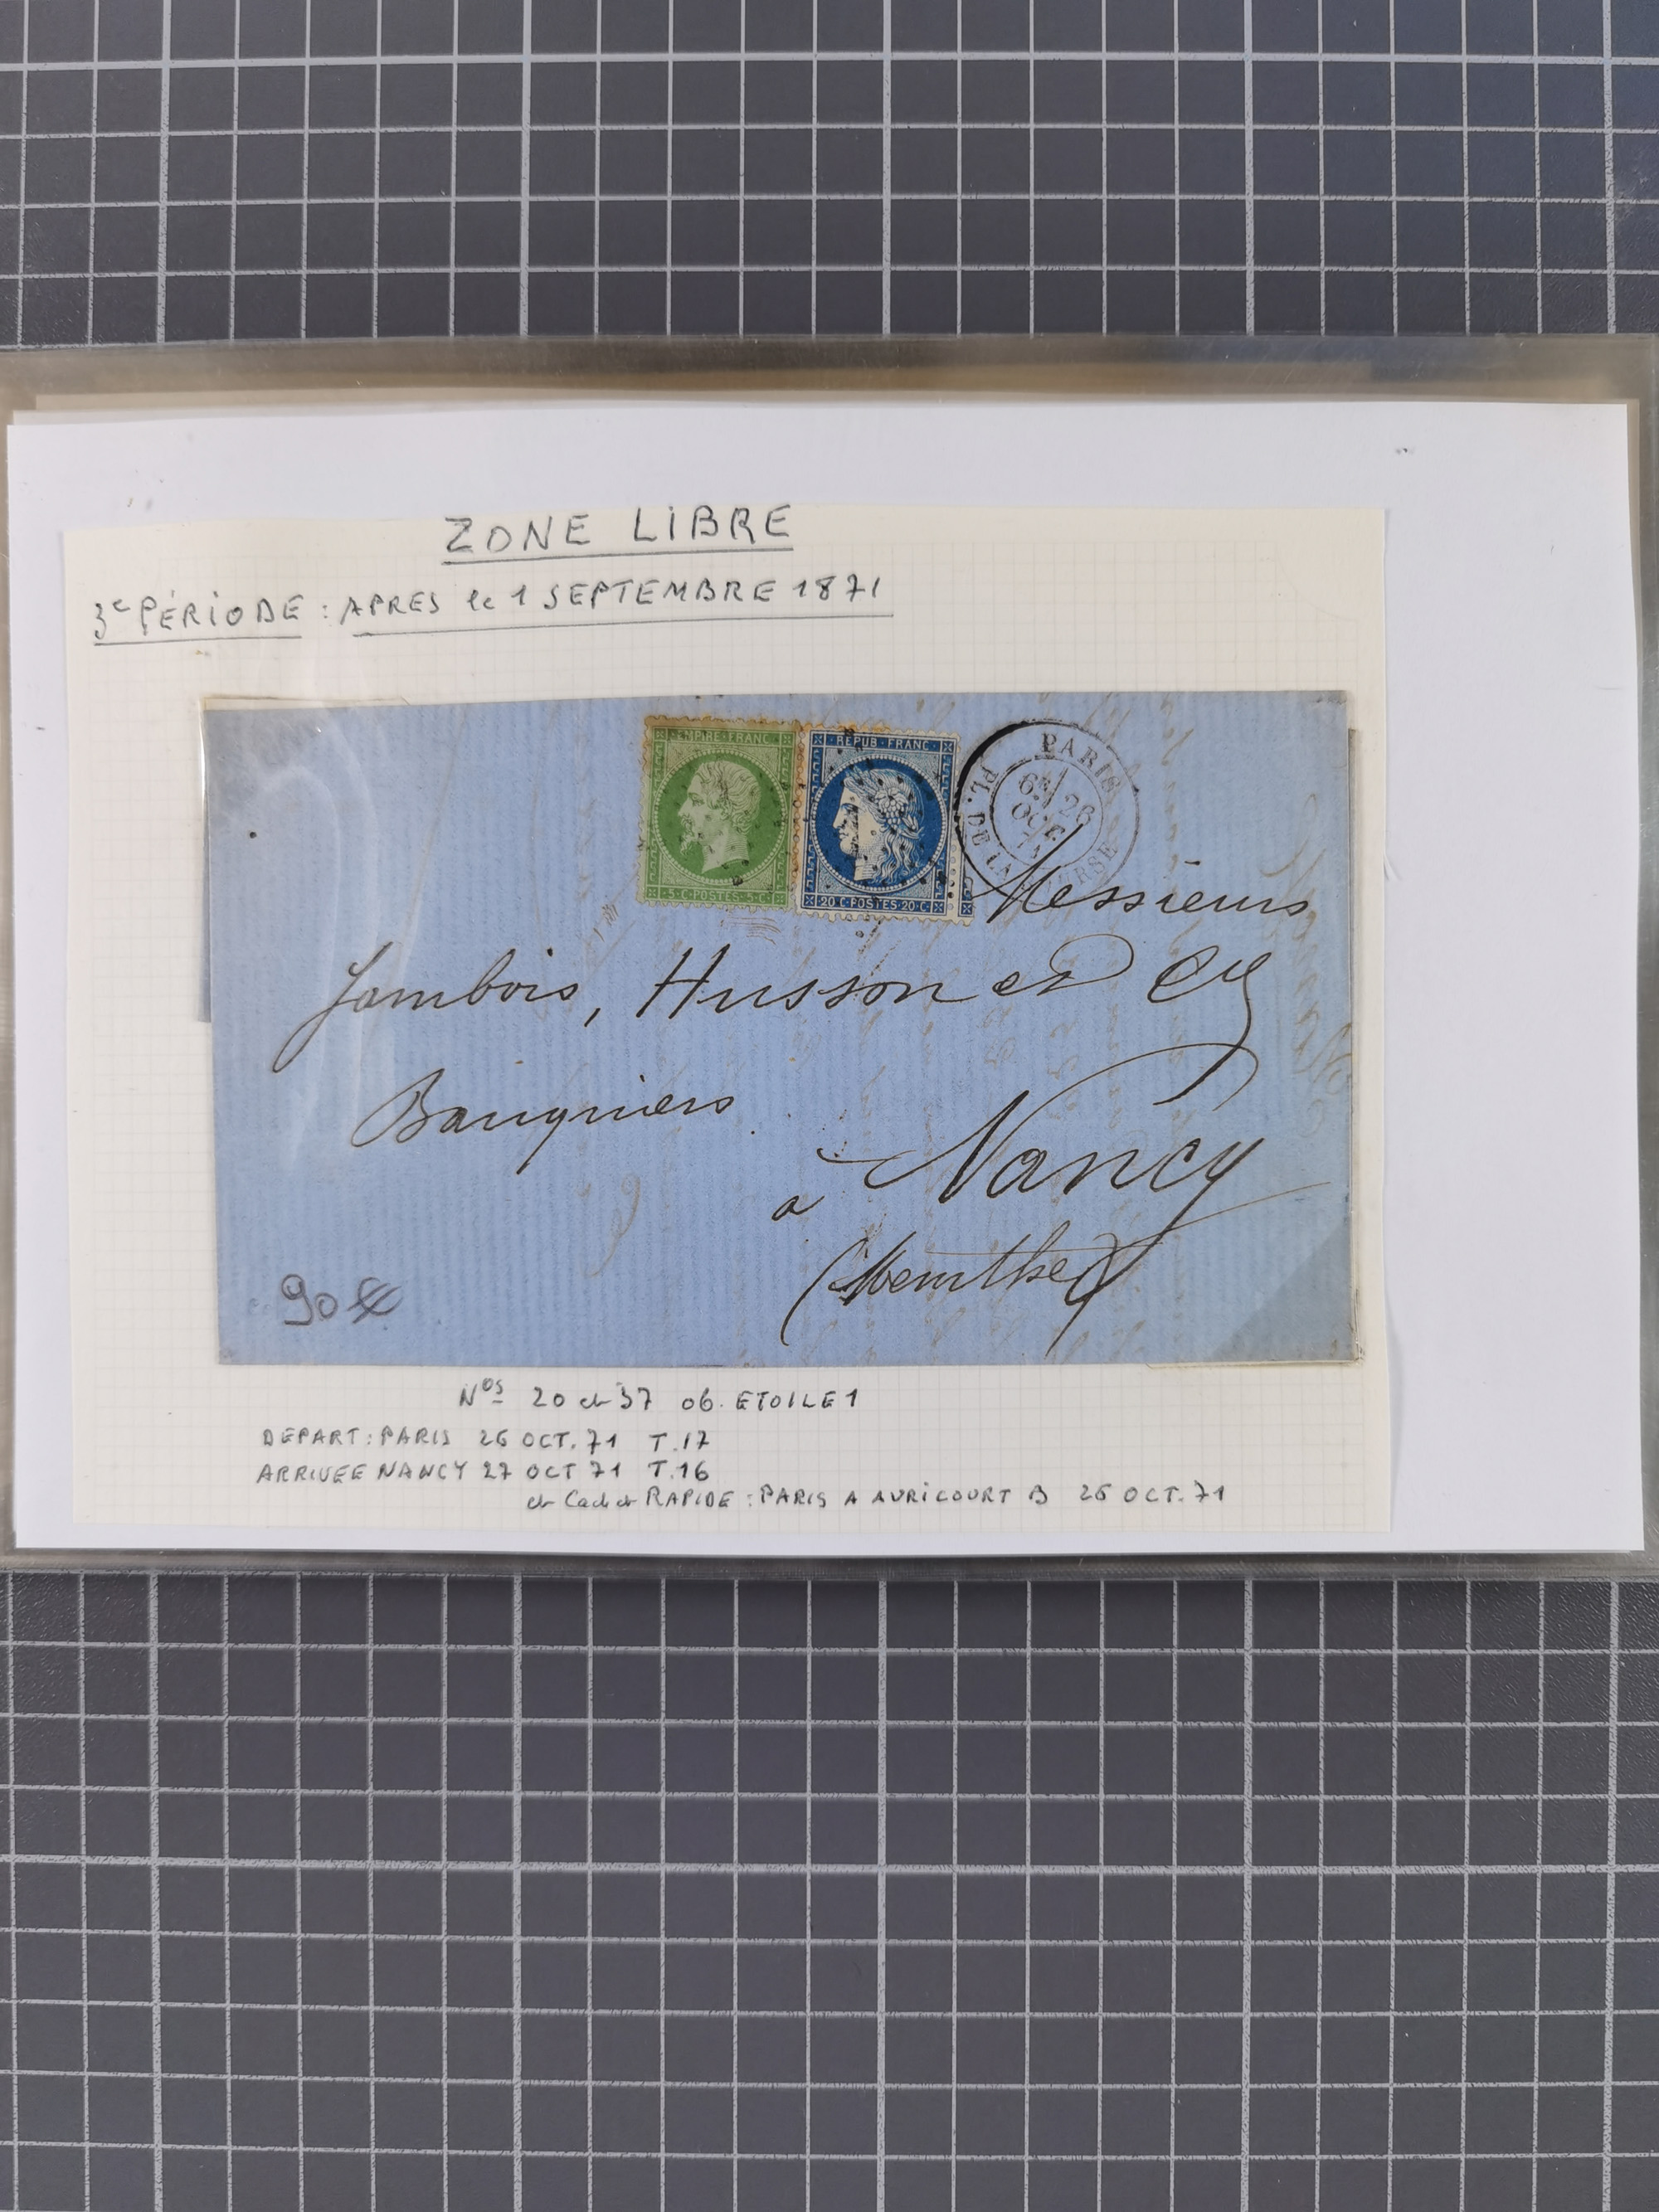 ZONE LIBRE
3e PÉRIODE : APRES le 1 SEPTEMBRE 1871
EMPIRE FRANC
5 C POSTES 5 C
REPUB FRANC
20 C POSTES 20 C
PARIS
6E/
26
OCT.
71
PL. DE LA BOURSE
Messieurs
Jambois, Husson et Cie
Banquiers
à Nancy
(Meurthe)
90 €
Nos 20 et 37 ob. ETOILE 1
DEPART : PARIS 26 OCT. 71 T.17
ARRIVEE NANCY 27 OCT 71 T.16
et Cachet RAPIDE : PARIS A AVRICOURT B 26 OCT. 71